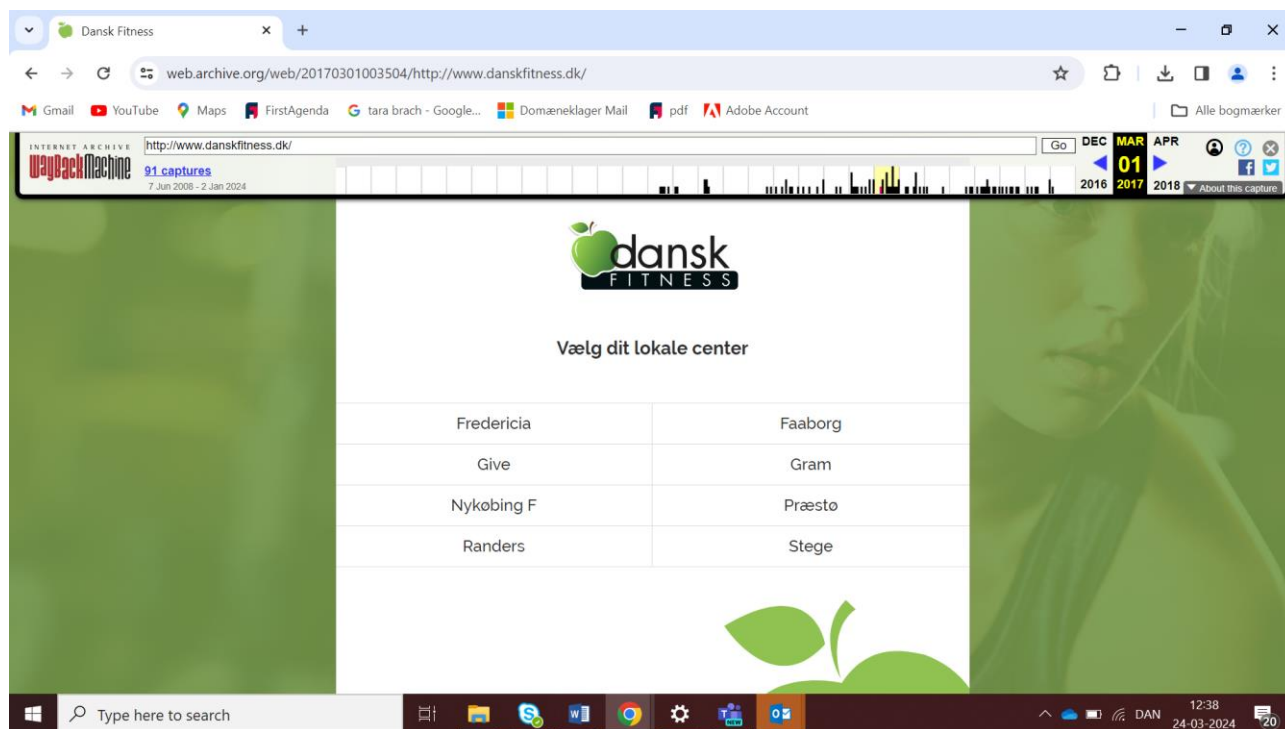 Dansk Fitness
web.archive.org/web/20170301003504/http://www.danskfitness.dk/
Gmail YouTube Maps FirstAgenda tara brach - Google... Domæneklager Mail pdf Adobe Account Alle bogmærker
INTERNET ARCHIVE
WayBackMachine
http://www.danskfitness.dk/ Go
91 captures
7 Jun 2008 - 2 Jan 2024
DEC MAR APR
01
2016 2017 2018
About this capture
dansk
FITNESS
Vælg dit lokale center
Fredericia Faaborg
Give Gram
Nykøbing F Præstø
Randers Stege
Type here to search
NEW
DAN
12:38
24-03-2024
20